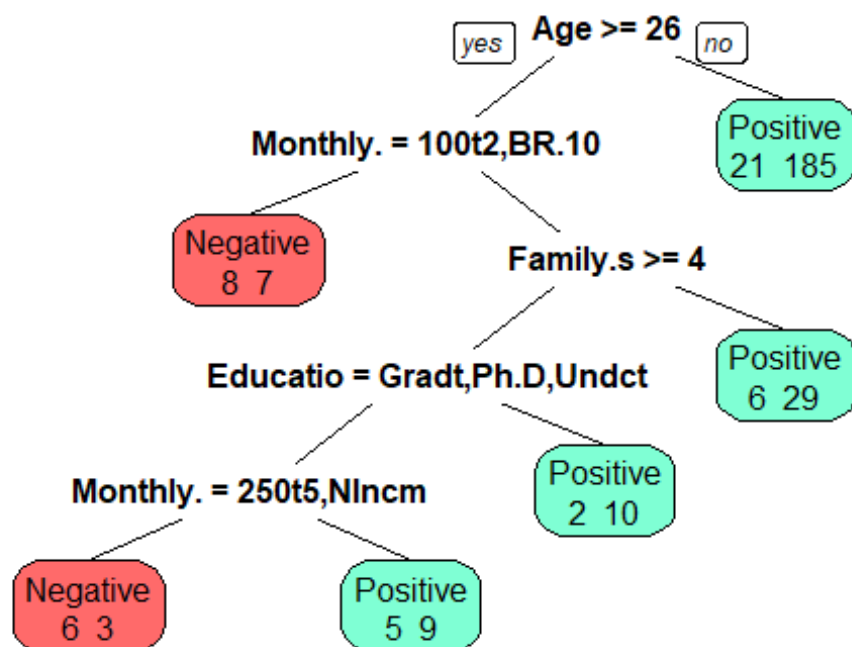 yes
Age >= 26
no
Positive
21 185
Monthly. = 100t2,BR.10
Negative
8 7
Family.s >= 4
Positive
6 29
Educatio = Gradt,Ph.D,Undct
Positive
2 10
Monthly. = 250t5,NIncm
Negative
6 3
Positive
5 9